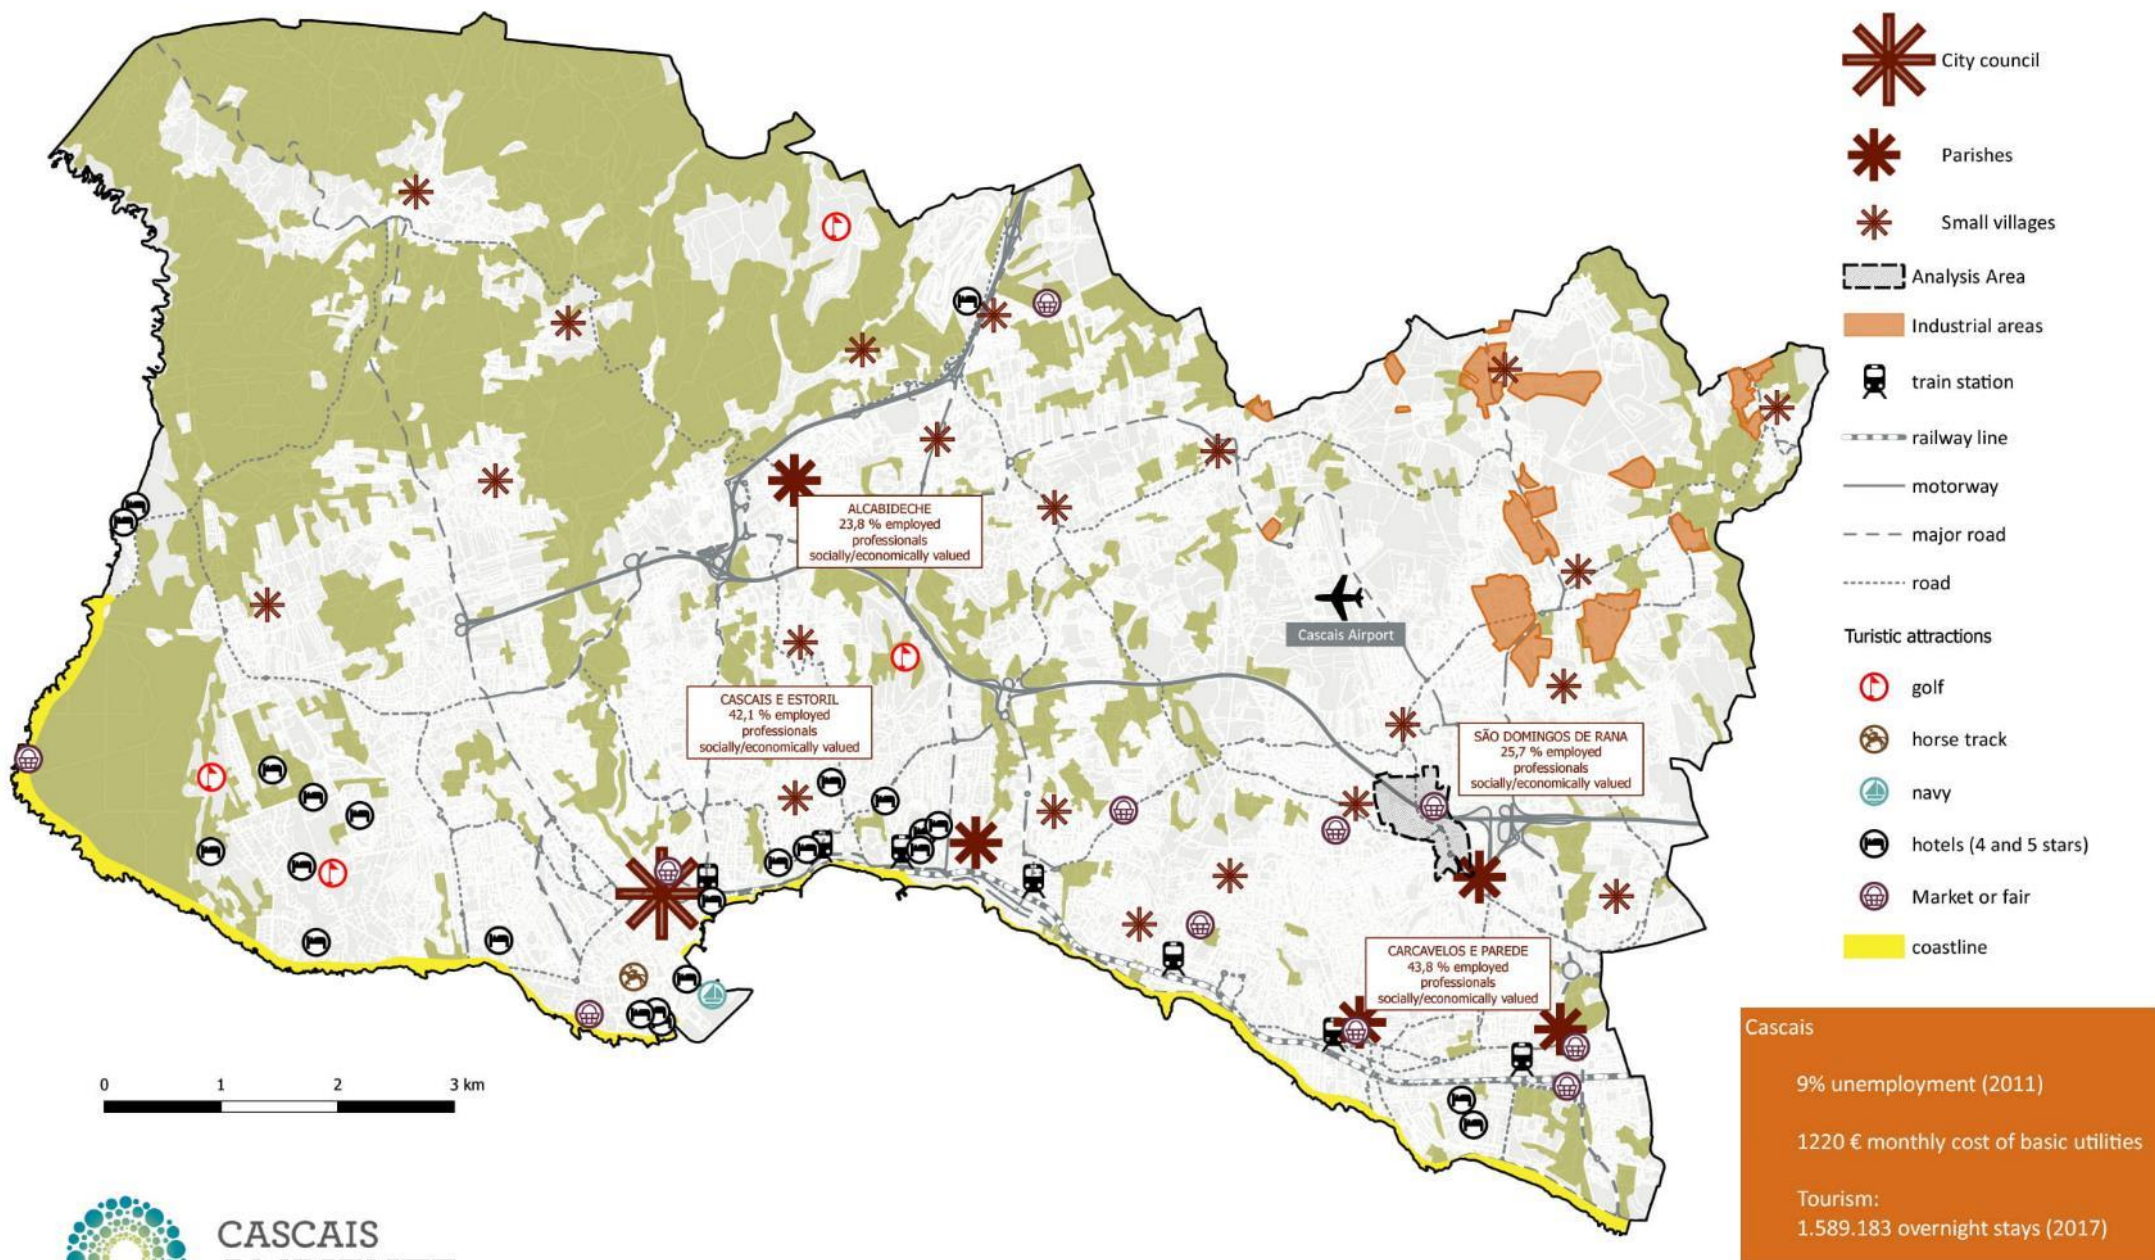 City council
Parishes
Small villages
Analysis Area
Industrial areas
train station
railway line
motorway
major road
road
Turistic attractions
golf
horse track
navy
hotels (4 and 5 stars)
Market or fair
coastline
ALCABIDECHE
23,8 % employed
professionals
socially/economically valued
Cascais Airport
CASCAIS E ESTORIL
42,1 % employed
professionals
socially/economically valued
SÃO DOMINGOS DE RANA
25,7 % employed
professionals
socially/economically valued
CARCAVELOS E PAREDE
43,8 % employed
professionals
socially/economically valued
0 1 2 3 km
Cascais
9% unemployment (2011)
1220 € monthly cost of basic utilities
Tourism:
1.589.183 overnight stays (2017)
CASCAIS